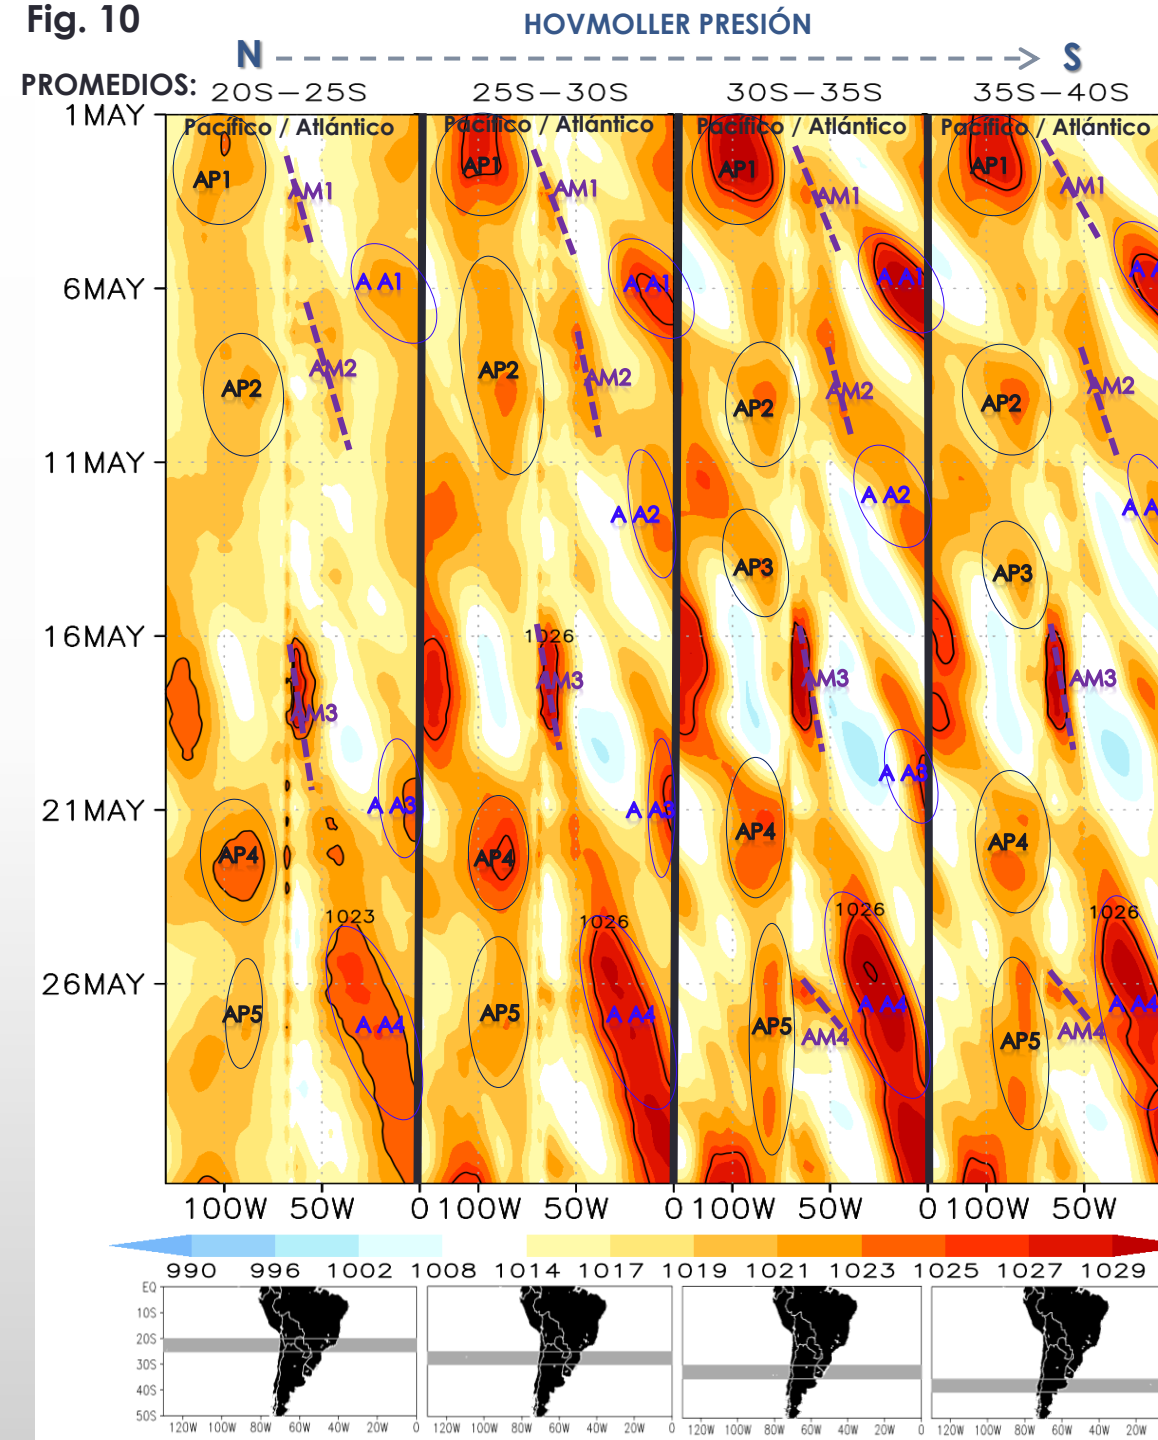 Fig. 10
HOVMOLLER PRESIÓN
N S
PROMEDIOS: 20S-25S 25S-30S 30S-35S 35S-40S
1MAY
Pacífico / Atlántico Pacífico / Atlántico Pacífico / Atlántico Pacífico / Atlántico
AP1 AM1 AP1 AM1 AP1 AM1 AP1 AM1
6MAY
A A1 A A1 A A1 A A
AP2 AM2 AP2 AM2 AP2 AM2 AP2 AM2
11MAY
A A2 A A2 A A
AP3 AP3
16MAY
1026
AM3 AM3 AM3 AM3
21MAY
A A3 A A3 A A3
AP4 AP4 AP4 AP4
1023 1026 1026 1026
26MAY
AP5 A A4 AP5 A A4 AP5 AM4 A A4 AP5 AM4 A A4
100W 50W 0 100W 50W 0 100W 50W 0 100W 50W
990 996 1002 1008 1014 1017 1019 1021 1023 1025 1027 1029
EQ
10S
20S
30S
40S
50S
120W 100W 80W 60W 40W 20W 0 120W 100W 80W 60W 40W 20W 0 120W 100W 80W 60W 40W 20W 0 120W 100W 80W 60W 40W 20W